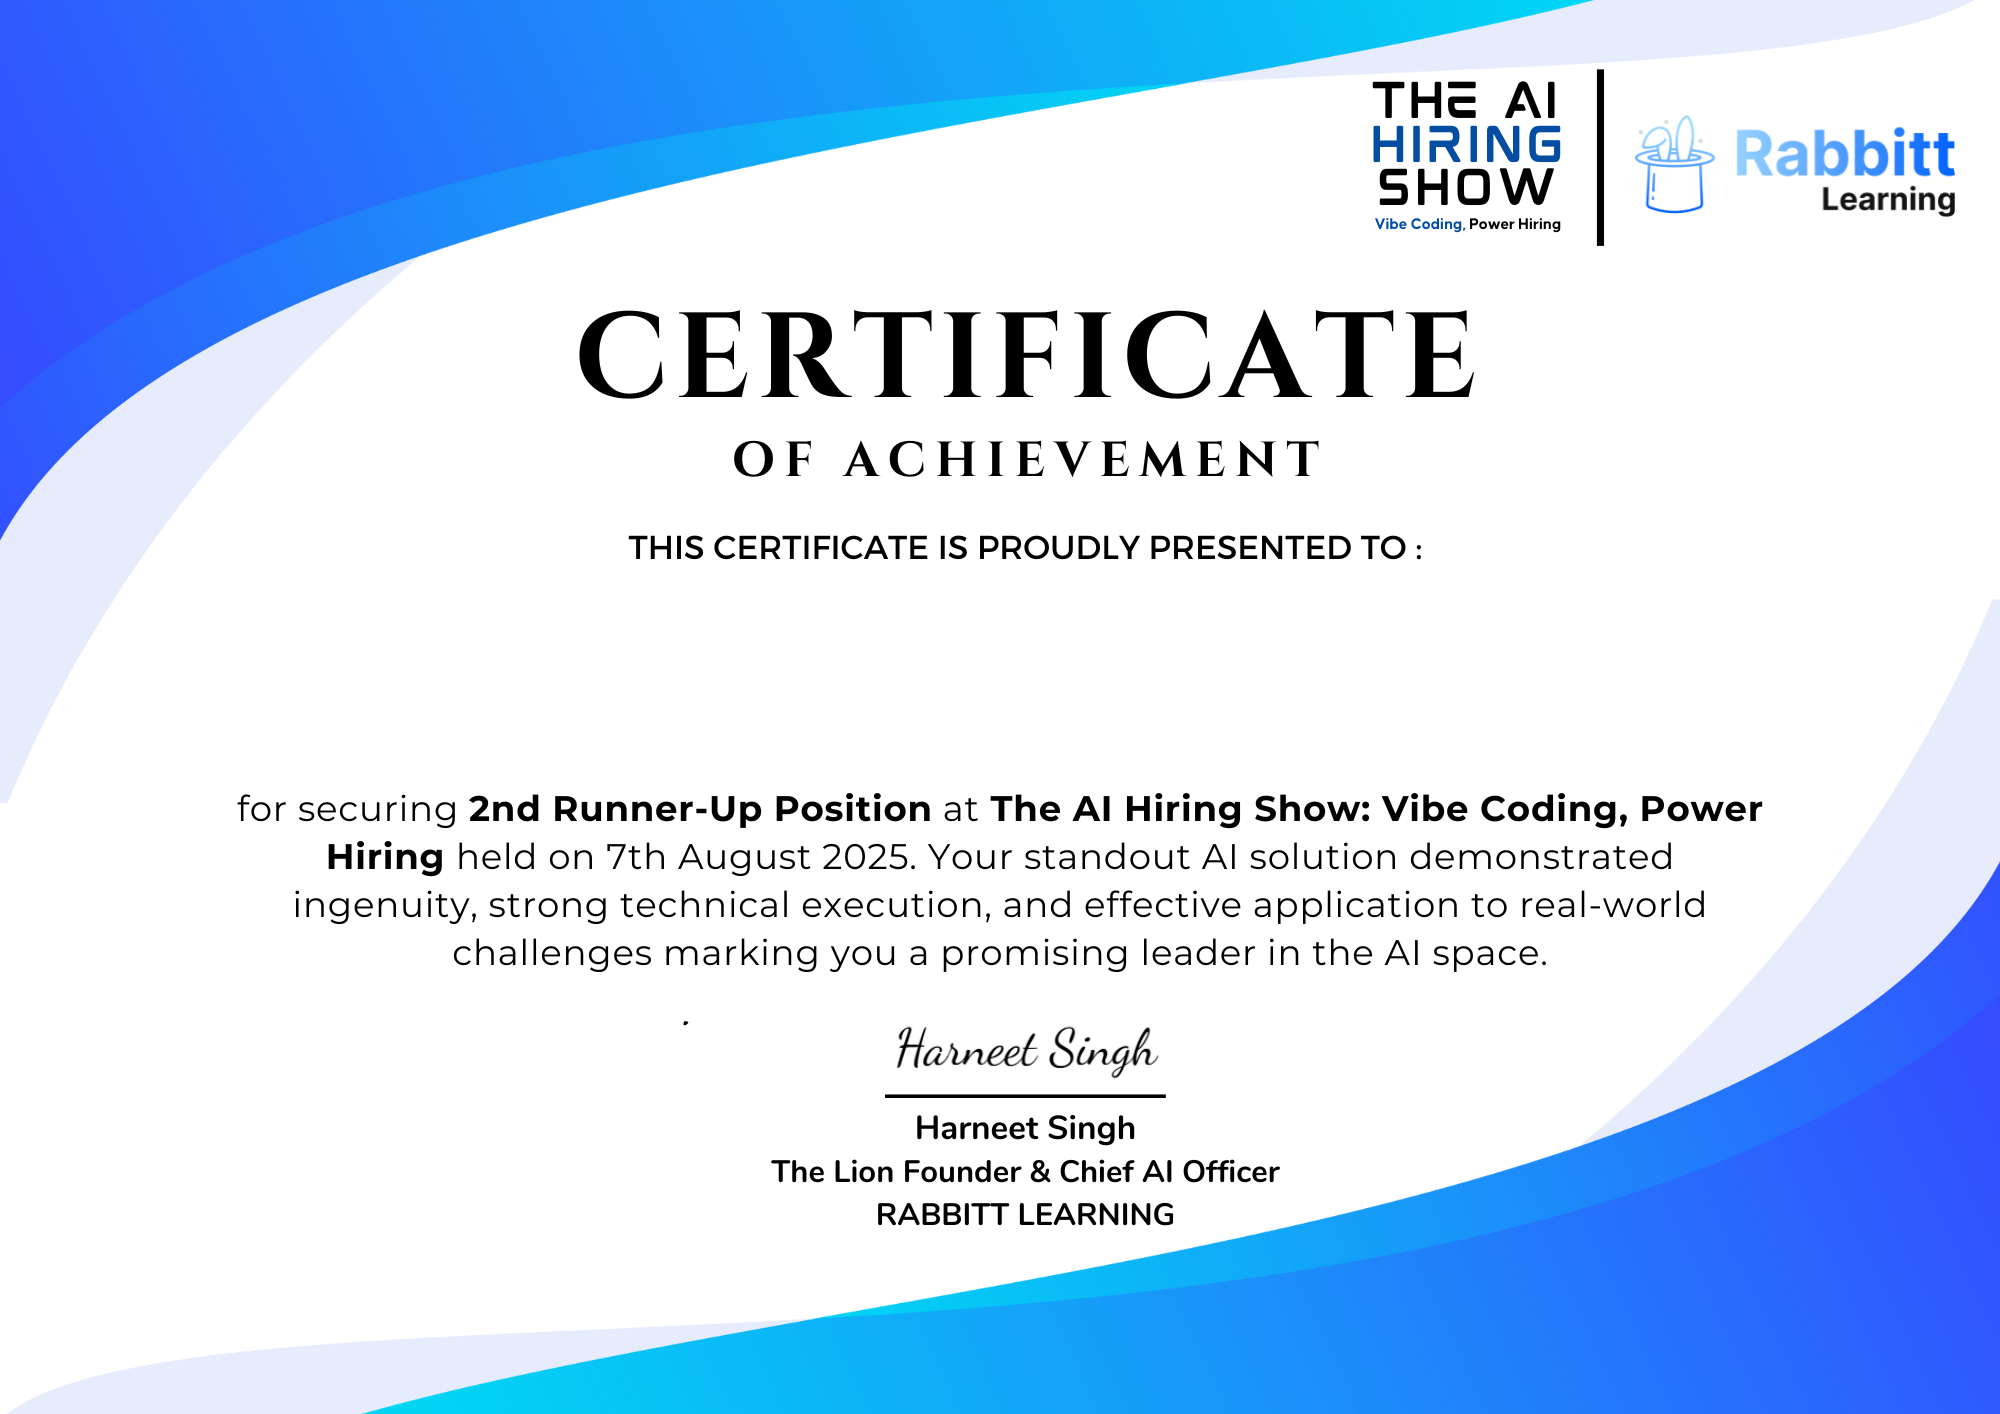 THE AI
HIRING
SHOW
Vibe Coding, Power Hiring
Rabbitt
Learning
CERTIFICATE
OF ACHIEVEMENT
THIS CERTIFICATE IS PROUDLY PRESENTED TO :
for securing 2nd Runner-Up Position at The AI Hiring Show: Vibe Coding, Power
Hiring held on 7th August 2025. Your standout AI solution demonstrated
ingenuity, strong technical execution, and effective application to real-world
challenges marking you a promising leader in the AI space.
Harneet Singh
Harneet Singh
The Lion Founder & Chief AI Officer
RABBITT LEARNING